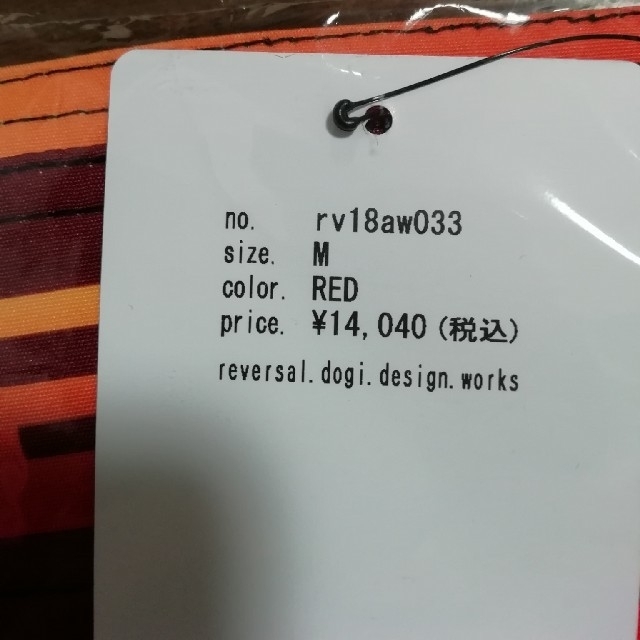 no. rv18aw033
size. M
color. RED
price. ¥14,040(税込)
reversal.dogi.design.works